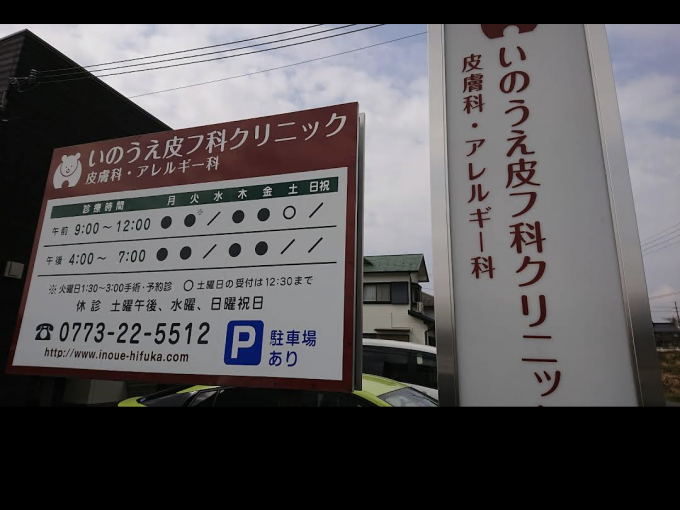 いのうえ皮フ科クリニック
皮膚科・アレルギー科
診療時間 月 火 水 木 金 土 日祝
午前 9:00～12:00 ● ●※ ／ ● ● ○ ／
午後 4:00～ 7:00 ● ● ／ ● ● ／ ／
※ 火曜日1:30～3:00手術・予約診 ○ 土曜日の受付は12:30まで
休診 土曜午後、水曜、日曜祝日
☎ 0773-22-5512
http://www.inoue-hifuka.com
P 駐車場
あり
いのうえ皮フ科クリニッ
皮膚科・アレルギー科